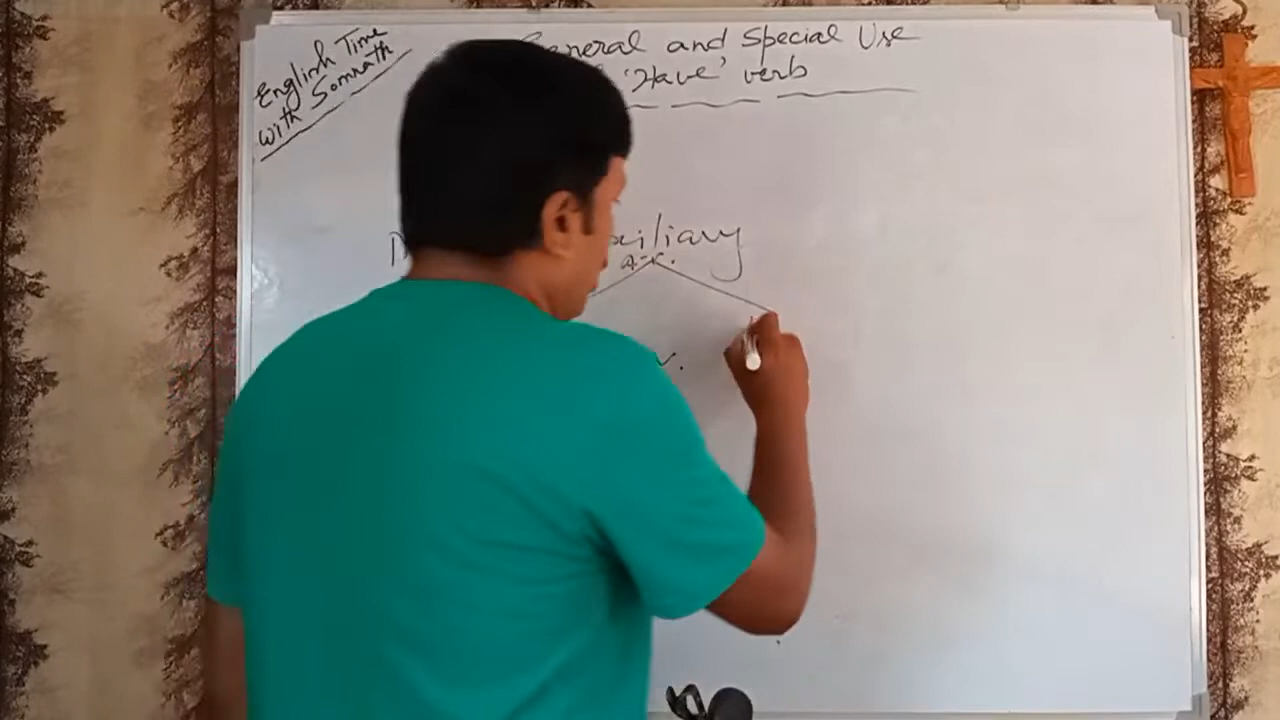 English Time
with Somnath
General and Special Use
'Have' verb
a.v.
v.